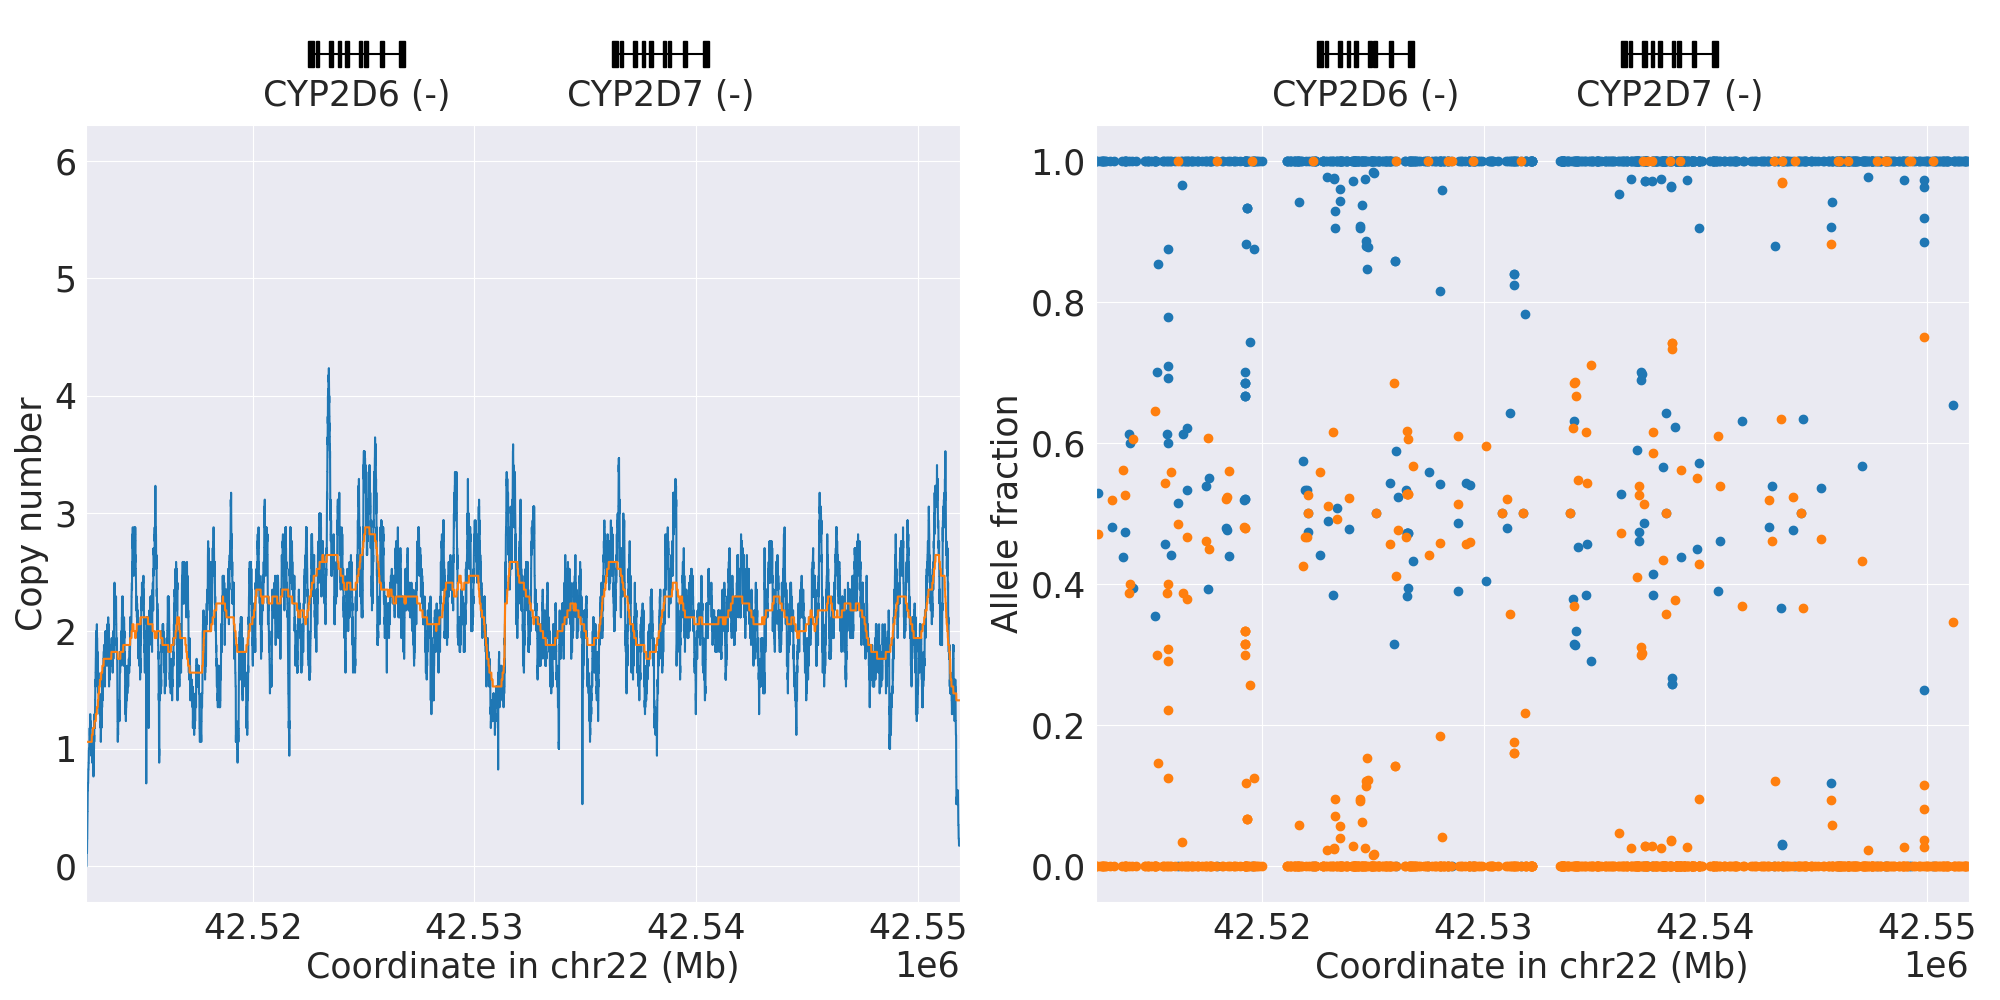 CYP2D6 (-) CYP2D7 (-)
6
5
4
3
2
1
0
Copy number
42.52 42.53 42.54 42.55
Coordinate in chr22 (Mb) 1e6
CYP2D6 (-) CYP2D7 (-)
1.0
0.8
0.6
0.4
0.2
0.0
Allele fraction
42.52 42.53 42.54 42.55
Coordinate in chr22 (Mb) 1e6